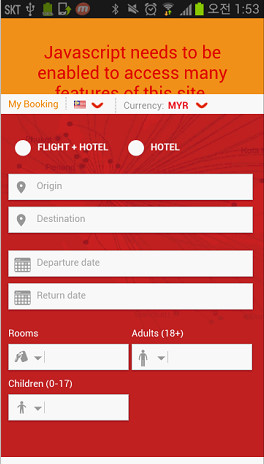 SKT
오전 1:53
Javascript needs to be
enabled to access many
features of this site.
My Booking Currency: MYR
FLIGHT + HOTEL HOTEL
Origin
Destination
Departure date
Return date
Rooms Adults (18+)
Children (0-17)